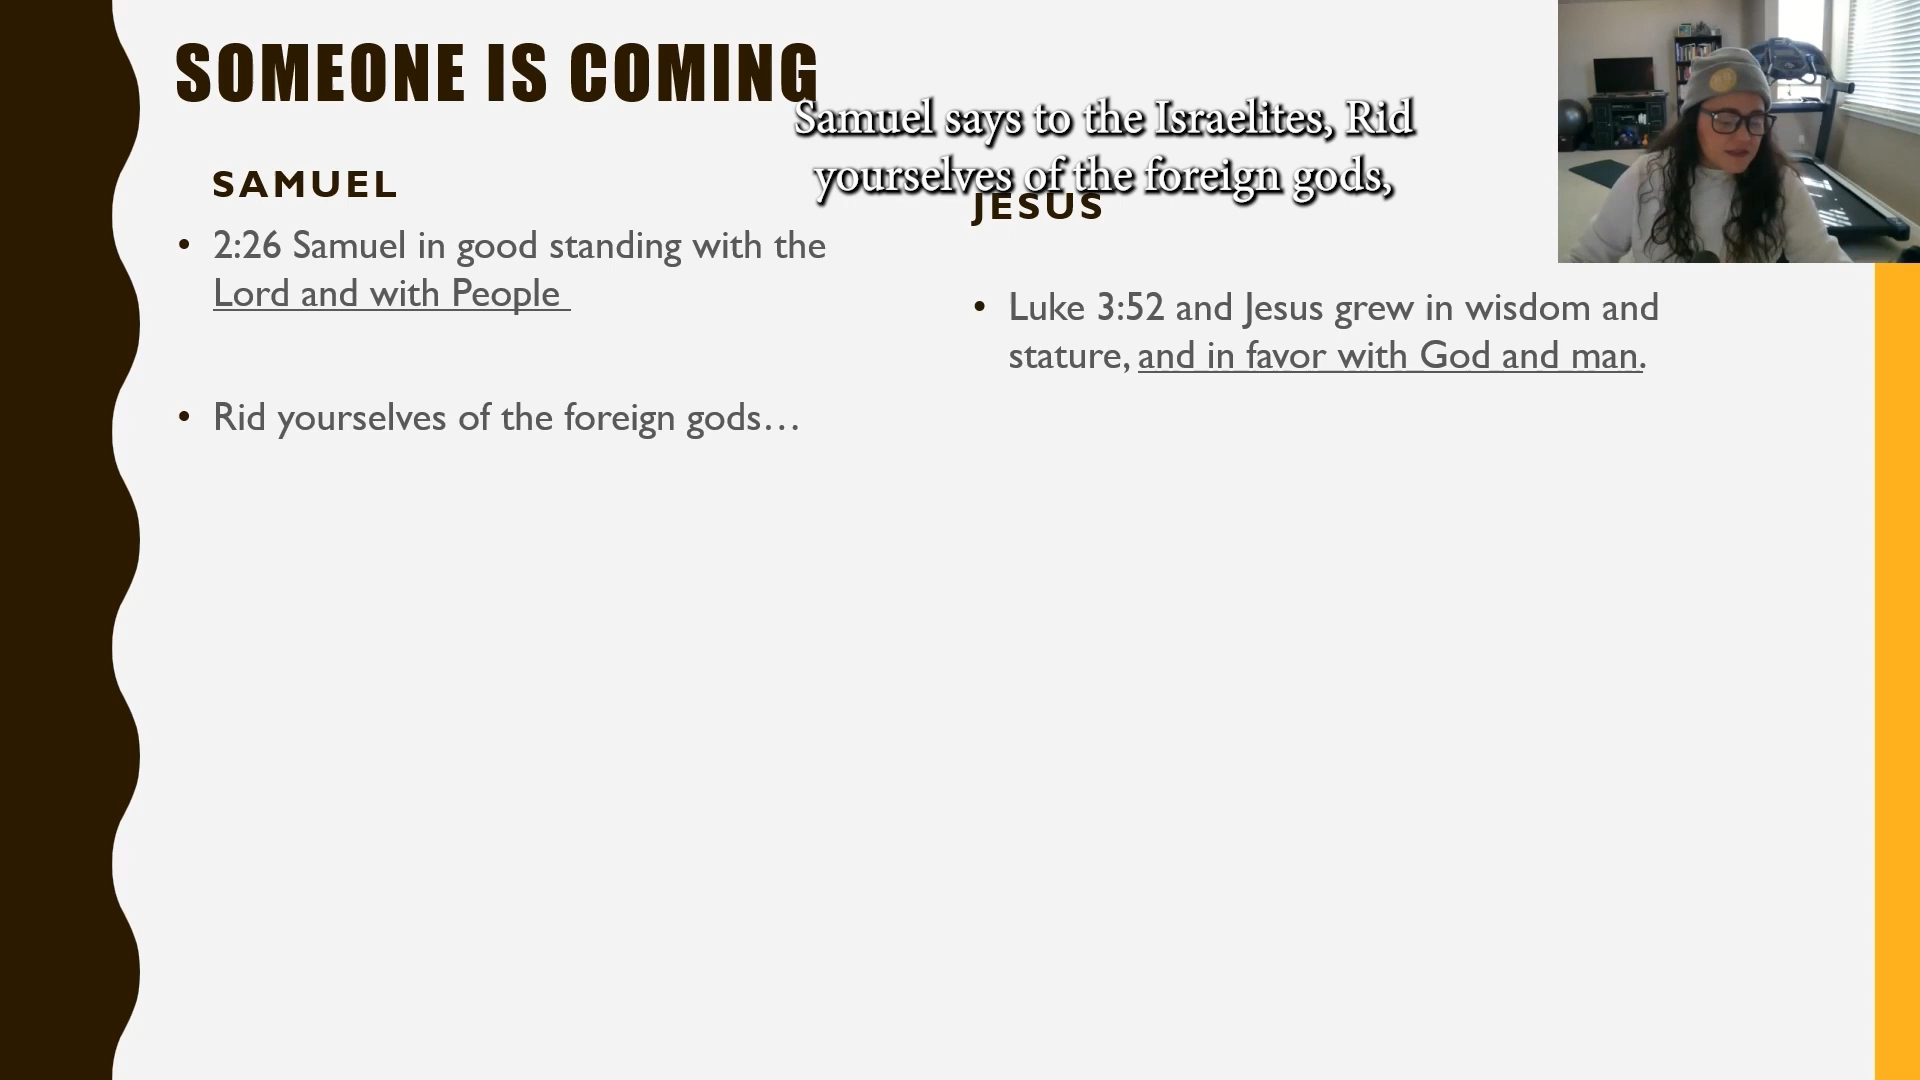 SOMEONE IS COMING
Samuel says to the Israelites, Rid
yourselves of the foreign gods,
SAMUEL
• 2:26 Samuel in good standing with the
Lord and with People
• Rid yourselves of the foreign gods…
JESUS
• Luke 3:52 and Jesus grew in wisdom and
stature, and in favor with God and man.